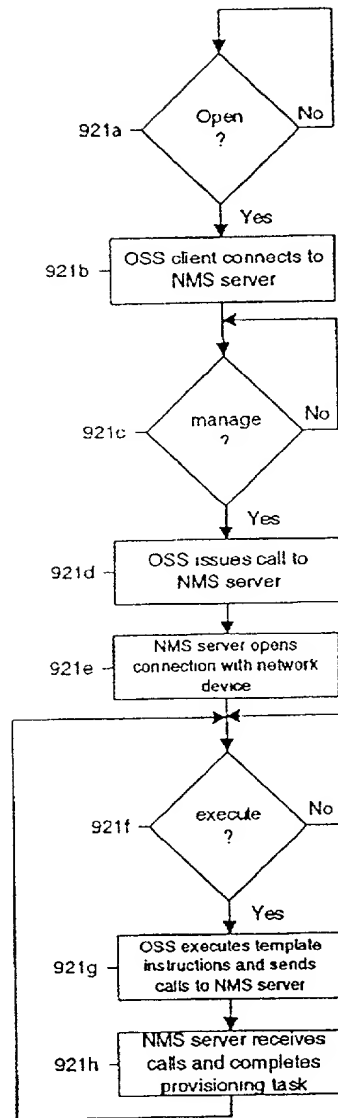 Open
?
No
921a
Yes
OSS client connects to
NMS server
921b
manage
?
No
921c
Yes
OSS issues call to
NMS server
921d
NMS server opens
connection with network
device
921e
execute
?
No
921f
Yes
OSS executes template
instructions and sends
calls to NMS server
921g
NMS server receives
calls and completes
provisioning task
921h